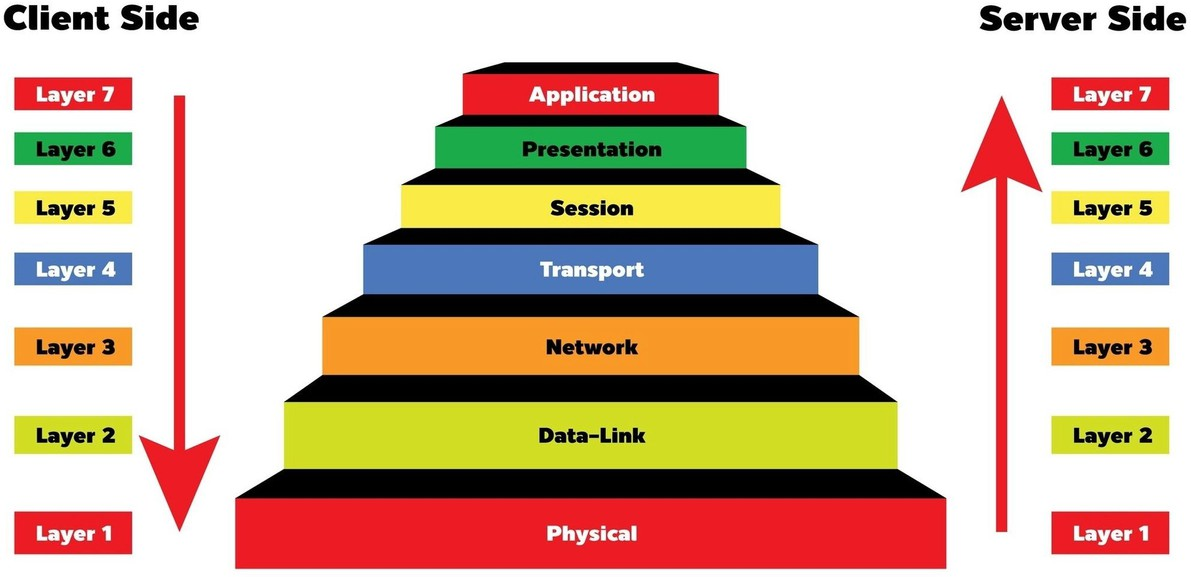 Client Side
Server Side
Layer 7
Application
Layer 7
Layer 6
Presentation
Layer 6
Layer 5
Session
Layer 5
Layer 4
Transport
Layer 4
Layer 3
Network
Layer 3
Layer 2
Data-Link
Layer 2
Layer 1
Physical
Layer 1